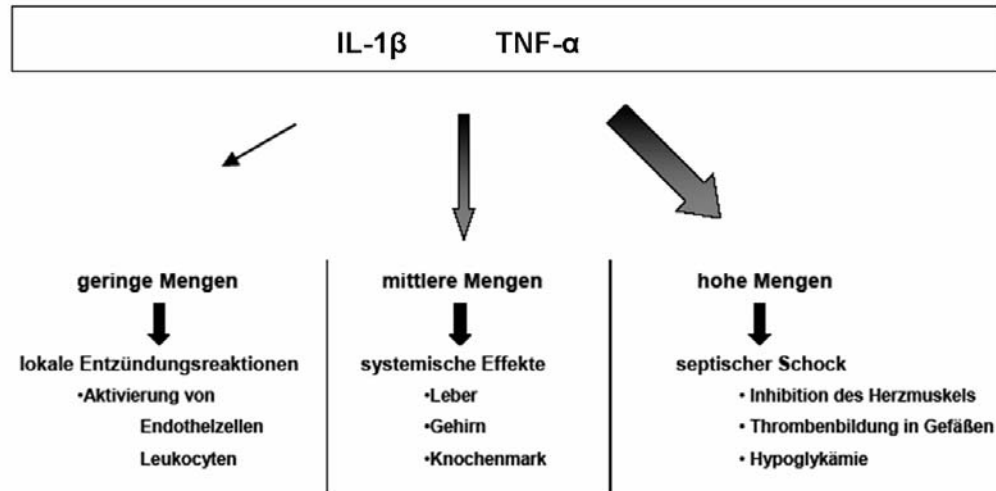 IL-1β TNF-α
geringe Mengen
lokale Entzündungsreaktionen
•Aktivierung von
Endothelzellen
Leukocyten
mittlere Mengen
systemische Effekte
•Leber
•Gehirn
•Knochenmark
hohe Mengen
septischer Schock
• Inhibition des Herzmuskels
• Thrombenbildung in Gefäßen
• Hypoglykämie